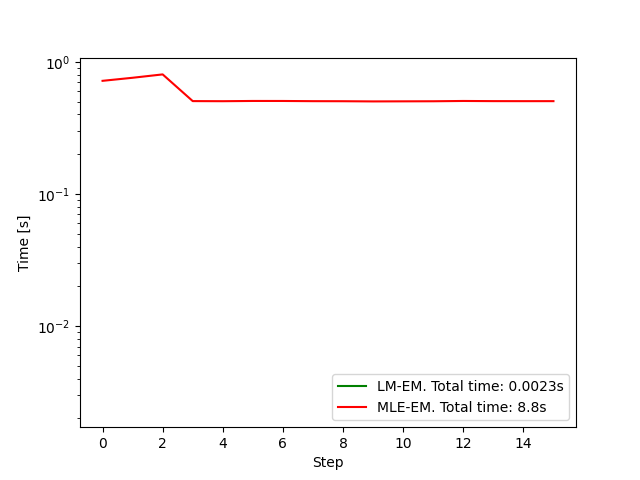 10⁰
10⁻¹
10⁻²
Time [s]
LM-EM. Total time: 0.0023s
MLE-EM. Total time: 8.8s
0 2 4 6 8 10 12 14
Step